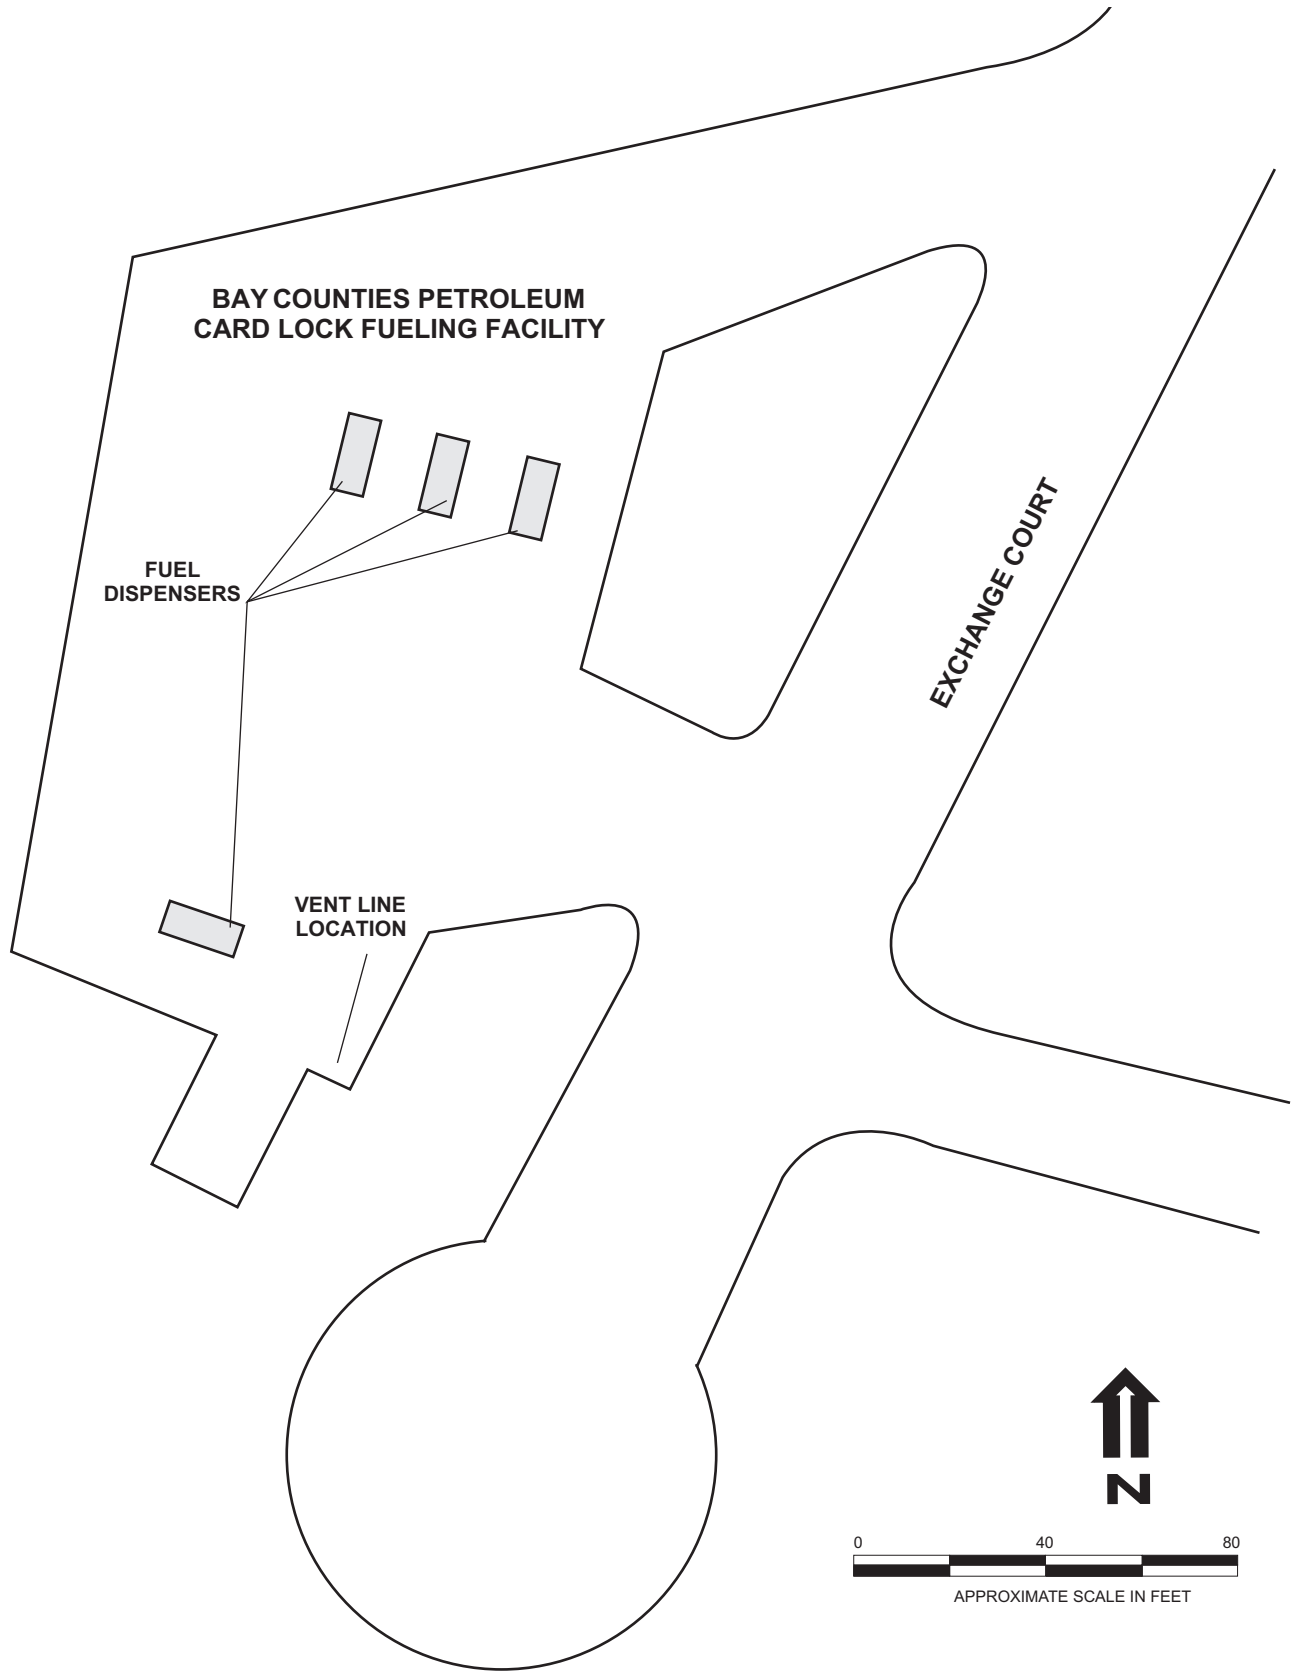 BAY COUNTIES PETROLEUM
CARD LOCK FUELING FACILITY
FUEL
DISPENSERS
EXCHANGE COURT
VENT LINE
LOCATION
N
0 40 80
APPROXIMATE SCALE IN FEET